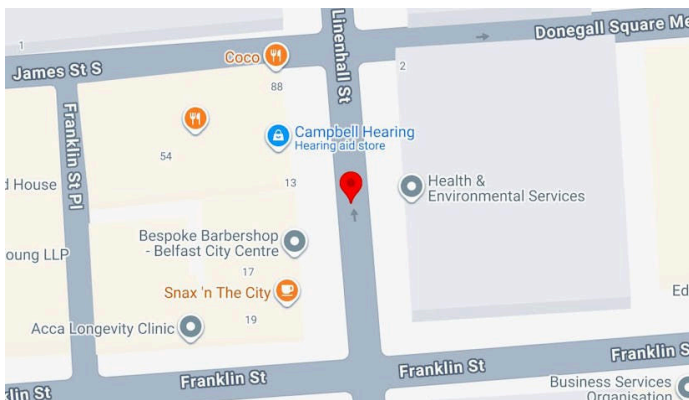 1
James St S
Coco
88
Linenhall St
2
Donegall Square Me
Franklin St Pl
54
Campbell Hearing
Hearing aid store
13
d House
Health &
Environmental Services
oung LLP
Bespoke Barbershop
- Belfast City Centre
17
Snax 'n The City
19
Acca Longevity Clinic
Ed
klin St
Franklin St
Franklin St
Franklin St
Business Services
Organisation